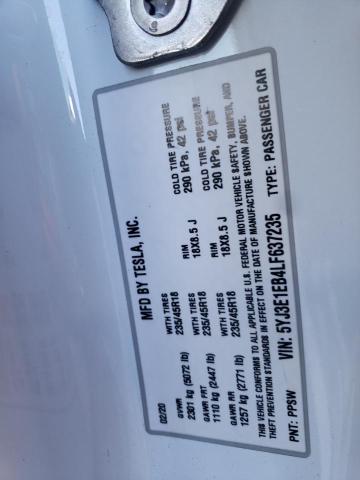 MFD BY TESLA, INC.
02/20
GVWR WITH TIRES RIM COLD TIRE PRESSURE
2301 kg (5072 lb) 235/45R18 18X8.5 J 290 kPa, 42 psi
GAWR FRT WITH TIRES RIM COLD TIRE PRESSURE
1110 kg (2447 lb) 235/45R18 18X8.5 J 290 kPa, 42 psi
GAWR RR WITH TIRES
1257 kg (2771 lb) 235/45R18
THIS VEHICLE CONFORMS TO ALL APPLICABLE U.S. FEDERAL MOTOR VEHICLE SAFETY, BUMPER, AND
THEFT PREVENTION STANDARDS IN EFFECT ON THE DATE OF MANUFACTURE SHOWN ABOVE.
PNT: PPSW VIN: 5YJ3E1EB4LF637235 TYPE: PASSENGER CAR